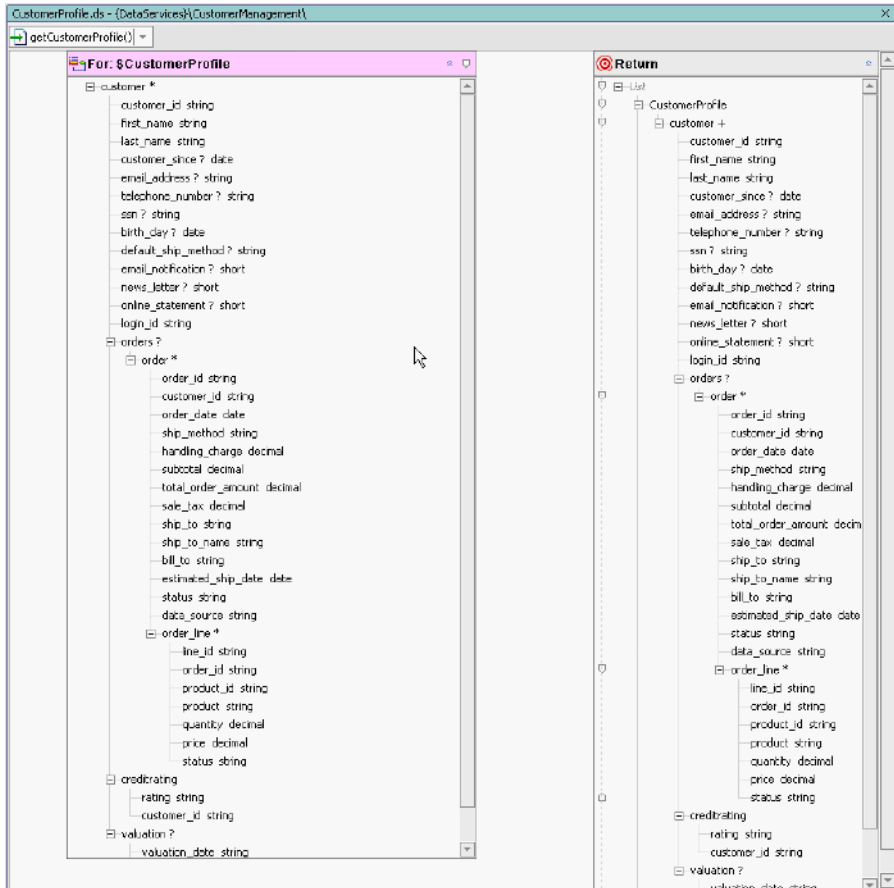 CustomerProfile.ds - {DataServices}\CustomerManagement\
getCustomerProfile()
For: $CustomerProfile
customer *
customer_id string
first_name string
last_name string
customer_since ? date
email_address ? string
telephone_number ? string
ssn ? string
birth_day ? date
default_ship_method ? string
email_notification ? short
news_letter ? short
online_statement ? short
login_id string
orders ?
order *
order_id string
customer_id string
order_date date
ship_method string
handling_charge decimal
subtotal decimal
total_order_amount decimal
sale_tax decimal
ship_to string
ship_to_name string
bill_to string
estimated_ship_date date
status string
data_source string
order_line *
line_id string
order_id string
product_id string
product string
quantity decimal
price decimal
status string
creditrating
rating string
customer_id string
valuation ?
valuation_date string
Return
List
CustomerProfile
customer +
customer_id string
first_name string
last_name string
customer_since ? date
email_address ? string
telephone_number ? string
ssn ? string
birth_day ? date
default_ship_method ? string
email_notification ? short
news_letter ? short
online_statement ? short
login_id string
orders ?
order *
order_id string
customer_id string
order_date date
ship_method string
handling_charge decimal
subtotal decimal
total_order_amount decim
sale_tax decimal
ship_to string
ship_to_name string
bill_to string
estimated_ship_date date
status string
data_source string
order_line *
line_id string
order_id string
product_id string
product string
quantity decimal
price decimal
status string
creditrating
rating string
customer_id string
valuation ?
valuation_date string